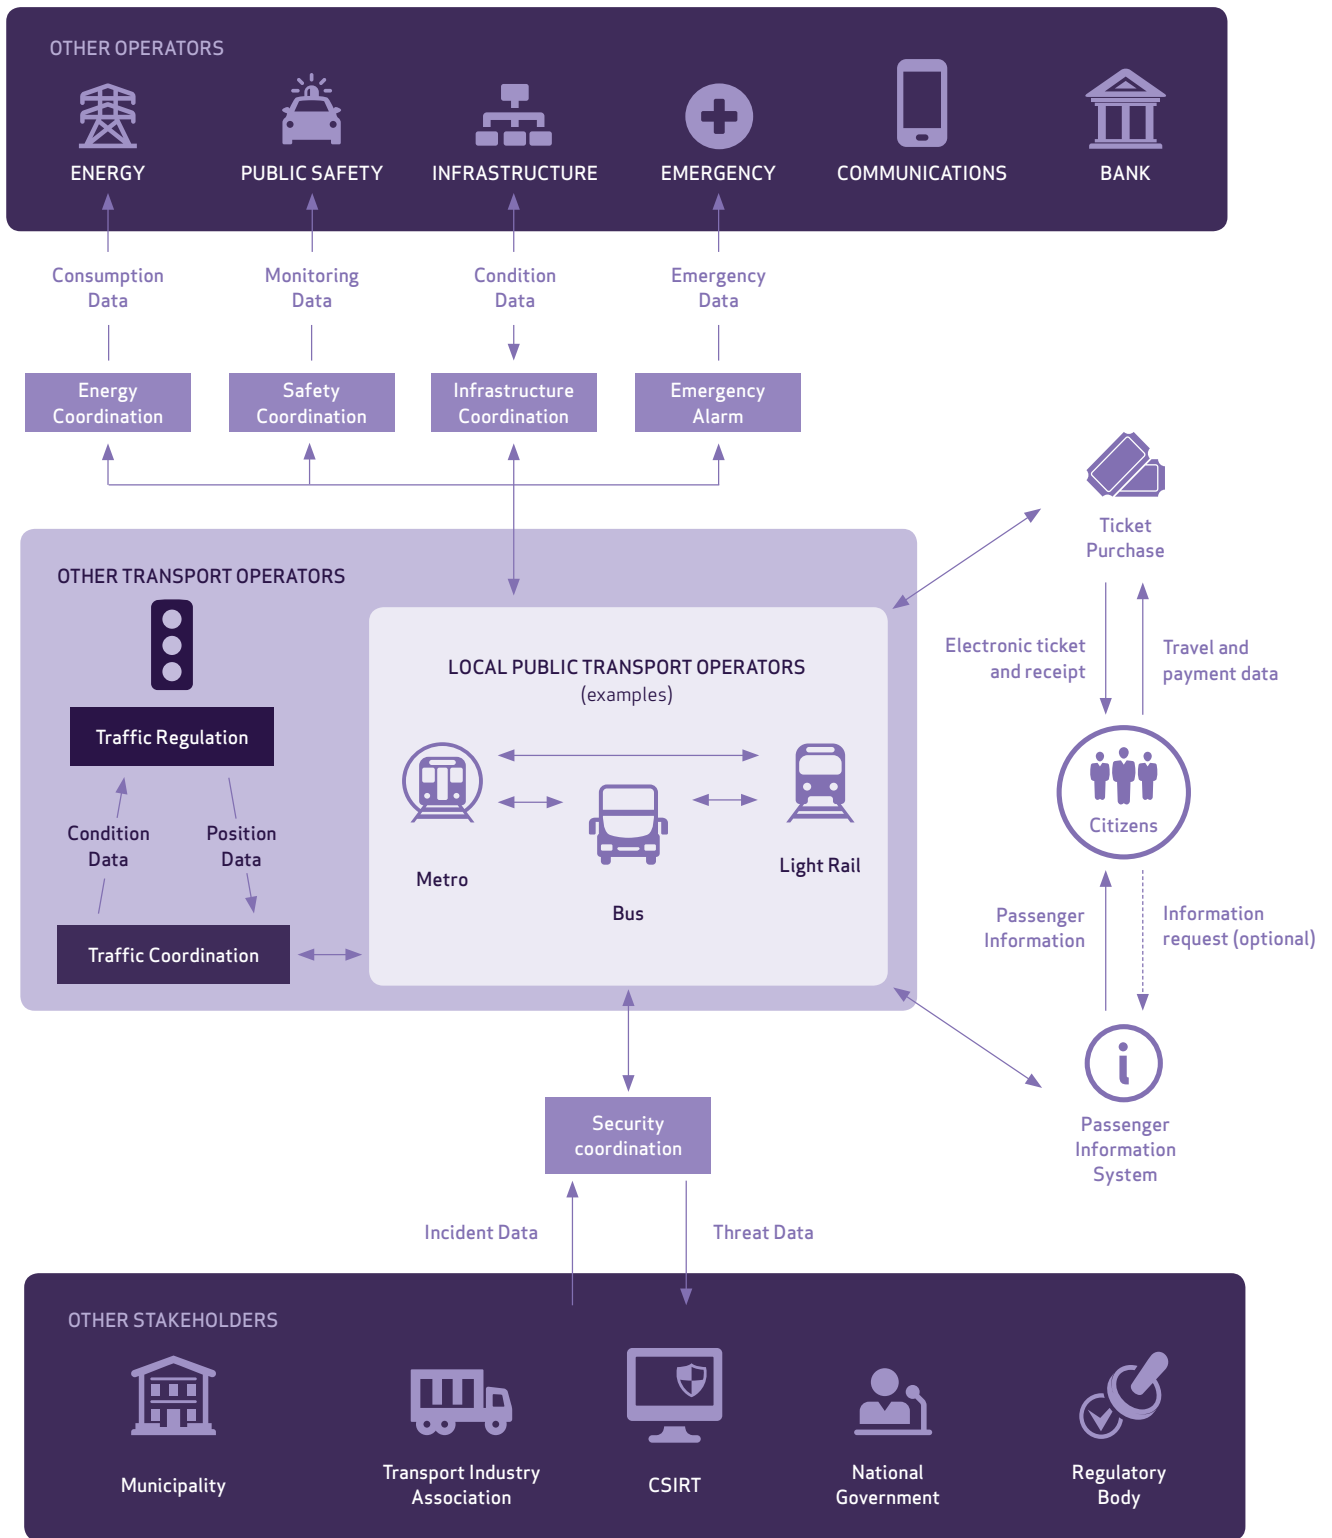 OTHER OPERATORS
ENERGY
PUBLIC SAFETY
INFRASTRUCTURE
EMERGENCY
COMMUNICATIONS
BANK
Consumption
Data
Monitoring
Data
Condition
Data
Emergency
Data
Energy
Coordination
Safety
Coordination
Infrastructure
Coordination
Emergency
Alarm
Ticket
Purchase
OTHER TRANSPORT OPERATORS
Traffic Regulation
Condition
Data
Position
Data
Traffic Coordination
LOCAL PUBLIC TRANSPORT OPERATORS
(examples)
Metro
Bus
Light Rail
Electronic ticket
and receipt
Travel and
payment data
Citizens
Passenger
Information
Information
request (optional)
i
Passenger
Information
System
Security
coordination
Incident Data
Threat Data
OTHER STAKEHOLDERS
Municipality
Transport Industry
Association
CSIRT
National
Government
Regulatory
Body